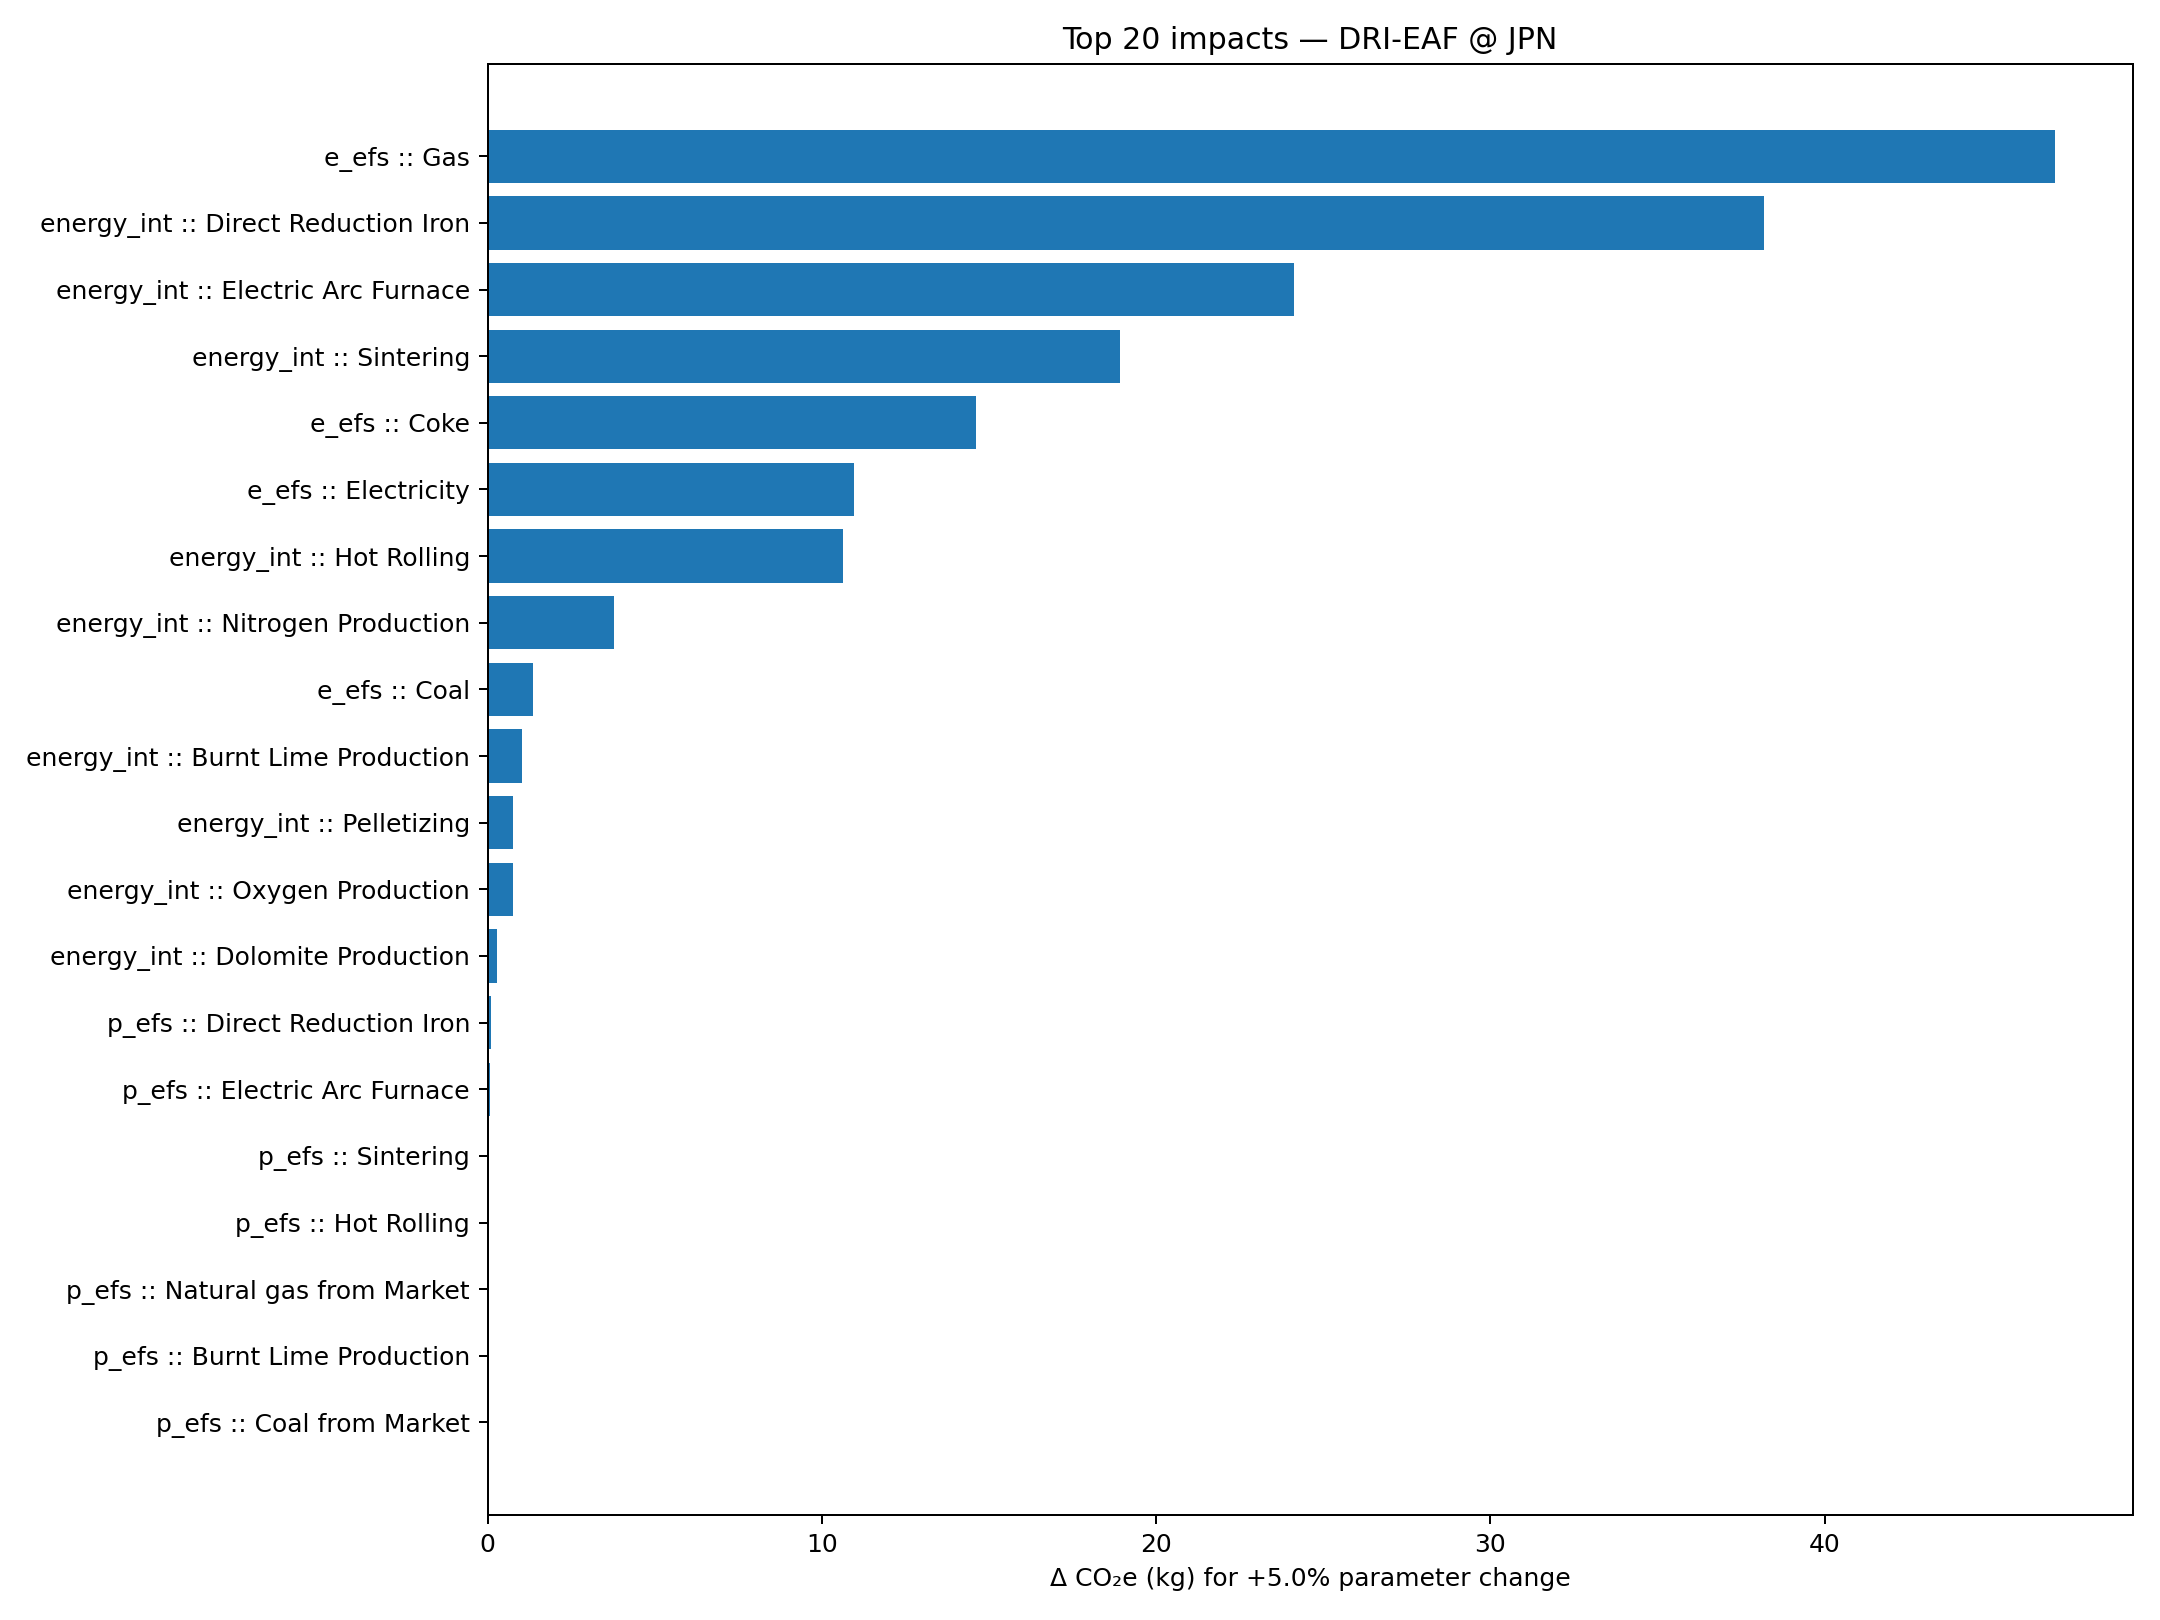 Top 20 impacts — DRI-EAF @ JPN
e_efs :: Gas
energy_int :: Direct Reduction Iron
energy_int :: Electric Arc Furnace
energy_int :: Sintering
e_efs :: Coke
e_efs :: Electricity
energy_int :: Hot Rolling
energy_int :: Nitrogen Production
e_efs :: Coal
energy_int :: Burnt Lime Production
energy_int :: Pelletizing
energy_int :: Oxygen Production
energy_int :: Dolomite Production
p_efs :: Direct Reduction Iron
p_efs :: Electric Arc Furnace
p_efs :: Sintering
p_efs :: Hot Rolling
p_efs :: Natural gas from Market
p_efs :: Burnt Lime Production
p_efs :: Coal from Market
0 10 20 30 40
Δ CO₂e (kg) for +5.0% parameter change